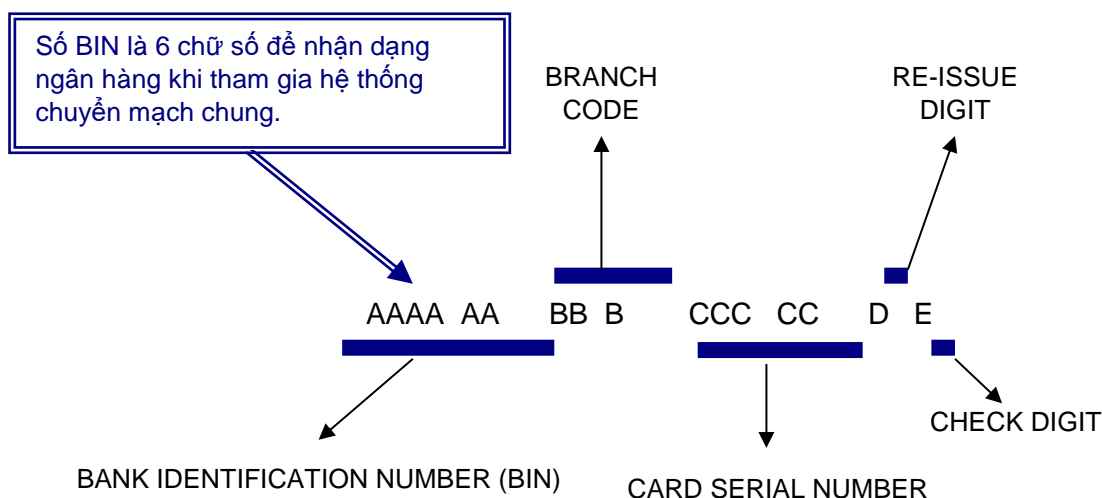 Số BIN là 6 chữ số để nhận dạng
ngân hàng khi tham gia hệ thống
chuyển mạch chung.
BRANCH
CODE
RE-ISSUE
DIGIT
AAAA AA BB B CCC CC D E
CHECK DIGIT
BANK IDENTIFICATION NUMBER (BIN)
CARD SERIAL NUMBER